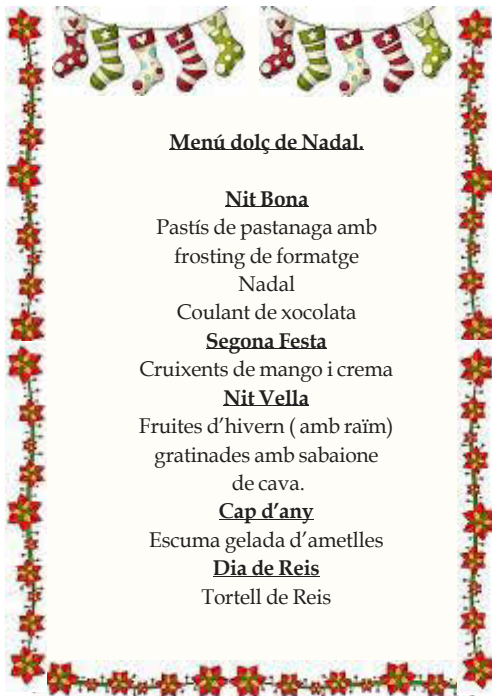 Menú dolç de Nadal.
Nit Bona
Pastís de pastanaga amb
frosting de formatge
Nadal
Coulant de xocolata
Segona Festa
Cruixents de mango i crema
Nit Vella
Fruites d’hivern ( amb raïm)
gratinades amb sabaione
de cava.
Cap d’any
Escuma gelada d’ametlles
Dia de Reis
Tortell de Reis